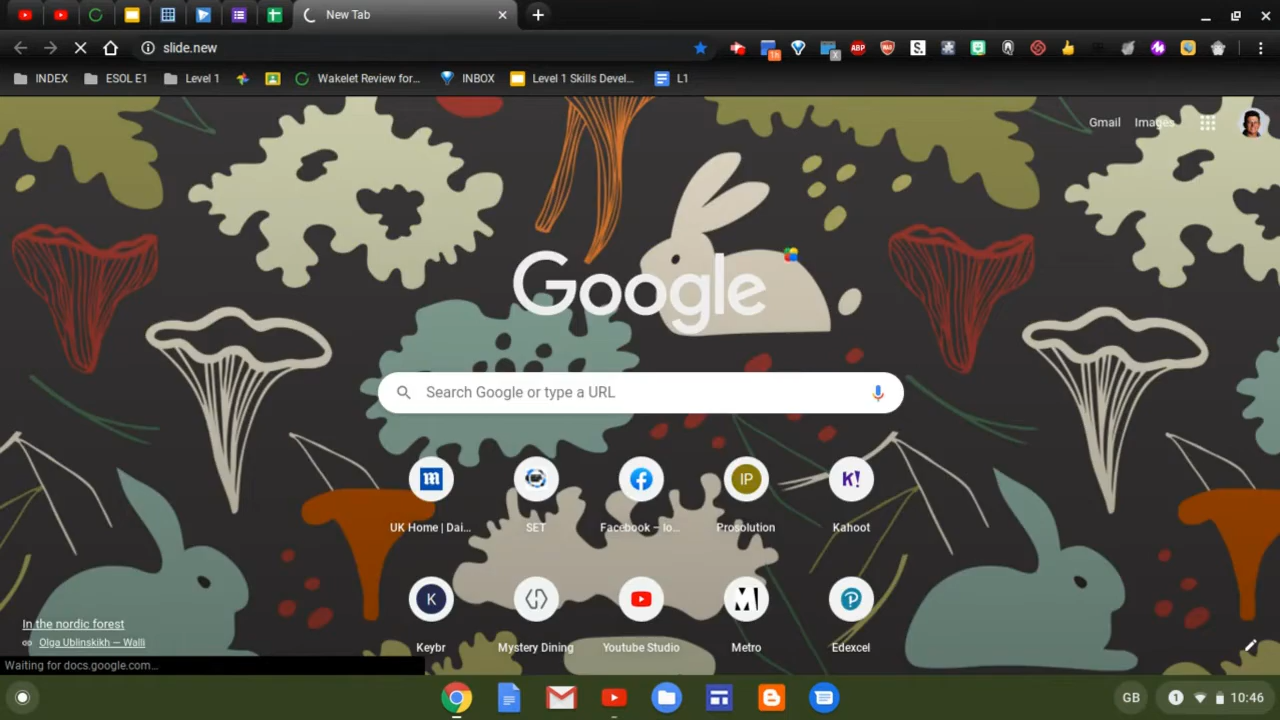 New Tab
slide.new
INDEX
ESOL E1
Level 1
Wakelet Review for...
INBOX
Level 1 Skills Devel...
L1
Gmail
Images
Google
Search Google or type a URL
UK Home | Dai...
SET
Facebook – lo...
IP
Prosolution
K!
Kahoot
K
Keybr
Mystery Dining
Youtube Studio
Metro
Edexcel
In the nordic forest
Olga Ublinskikh — Walli
Waiting for docs.google.com...
GB
1
10:46